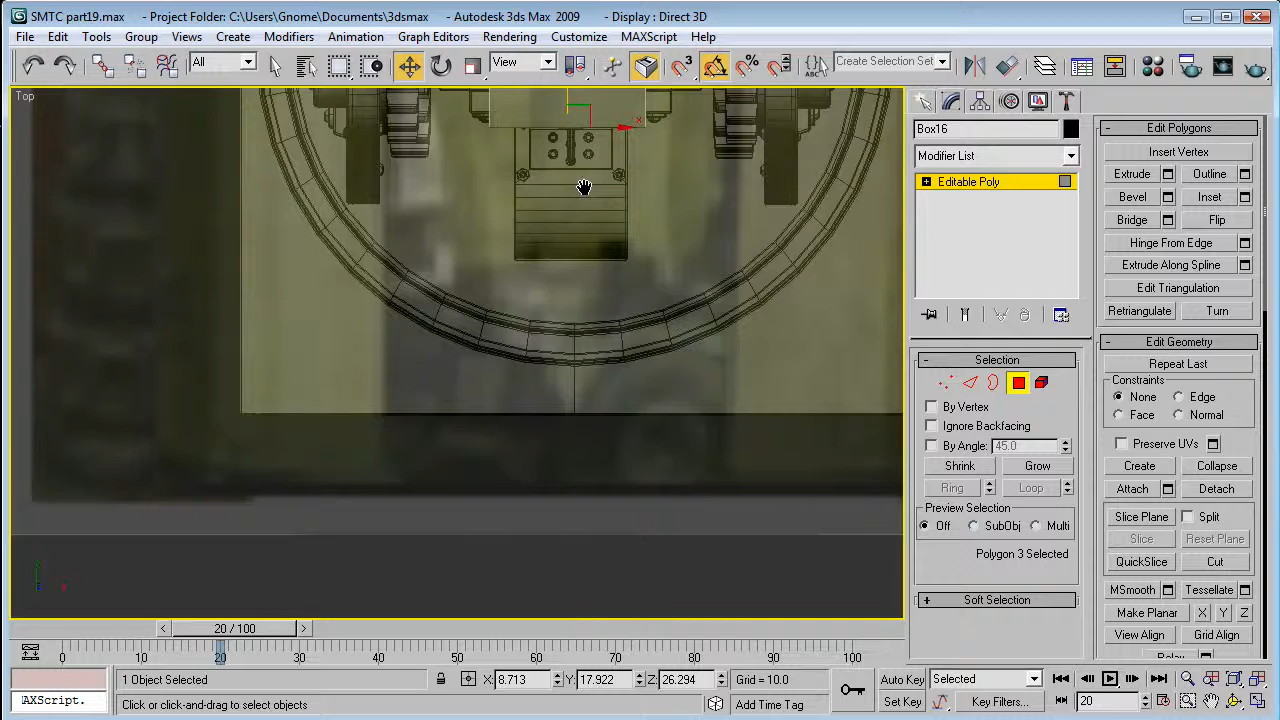 SMTC part19.max - Project Folder: C:\Users\Gnome\Documents\3dsmax - Autodesk 3ds Max 2009 - Display : Direct 3D
File Edit Tools Group Views Create Modifiers Animation Graph Editors Rendering Customize MAXScript Help
All View Create Selection Set
Top
Box16
Modifier List
Editable Poly
Selection
By Vertex
Ignore Backfacing
By Angle: 45.0
Shrink Grow
Ring Loop
Preview Selection
Off SubObj Multi
Polygon 3 Selected
Soft Selection
Edit Polygons
Insert Vertex
Extrude Outline
Bevel Inset
Bridge Flip
Hinge From Edge
Extrude Along Spline
Edit Triangulation
Retriangulate Turn
Edit Geometry
Repeat Last
Constraints
None Edge
Face Normal
Preserve UVs
Create Collapse
Attach Detach
Slice Plane Split
Slice Reset Plane
QuickSlice Cut
MSmooth Tessellate
Make Planar X Y Z
View Align Grid Align
Relax
20 / 100
0 10 20 30 40 50 60 70 80 90 100
1 Object Selected X: 8.713 Y: 17.922 Z: 26.294 Grid = 10.0 Auto Key Selected
AXScript. Click or click-and-drag to select objects Add Time Tag Set Key Key Filters... 20